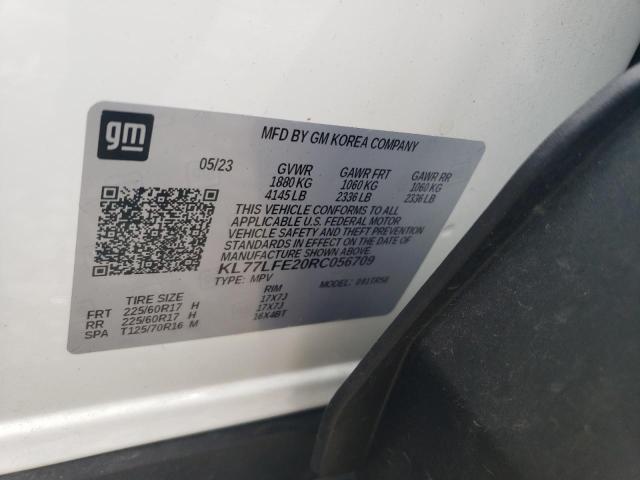 gm
MFD BY GM KOREA COMPANY
05/23 GVWR GAWR FRT GAWR RR
1880 KG 1060 KG 1060 KG
4145 LB 2336 LB 2336 LB
THIS VEHICLE CONFORMS TO ALL
APPLICABLE U.S. FEDERAL MOTOR
VEHICLE SAFETY AND THEFT PREVENTION
STANDARDS IN EFFECT ON THE DATE OF
MANUFACTURE SHOWN ABOVE.
KL77LFE20RC056709
TYPE: MPV MODEL:
TIRE SIZE RIM
FRT 225/60R17 H 17X7J
RR 225/60R17 H 17X7J
SPA T125/70R16 M 16X4BT